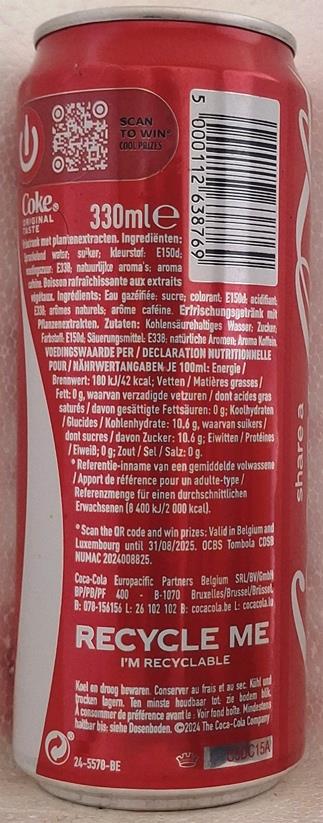 SCAN
TO WIN*
COOL PRIZES
5 000112 638769
Coke®
ORIGINAL
TASTE
330ml℮
frisdrank met plantenextracten. Ingrediënten:
water; suiker; kleurstof: E150d;
voedingszuur: E338; natuurlijke aroma's; aroma
cafeïne. Boisson rafraîchissante aux extraits
végétaux. Ingrédients: Eau gazéifiée; sucre; colorant: E150d; acidifiant:
E338; arômes naturels; arôme caféine. Erfrischungsgetränk mit
Pflanzenextrakten. Zutaten: Kohlensäurehaltiges Wasser; Zucker;
Farbstoff: E150d; Säuerungsmittel: E338; natürliche Aromen; Aroma Koffein.
VOEDINGSWAARDE PER / DECLARATION NUTRITIONNELLE
POUR / NÄHRWERTANGABEN JE 100ml: Energie /
Brennwert: 180 kJ/42 kcal; Vetten / Matières grasses /
Fett: 0 g, waarvan verzadigde vetzuren / dont acides gras
saturés / davon gesättigte Fettsäuren: 0 g; Koolhydraten
/ Glucides / Kohlenhydrate: 10.6 g, waarvan suikers /
dont sucres / davon Zucker: 10.6 g; Eiwitten / Protéines
/ Eiweiß: 0 g; Zout / Sel / Salz: 0 g.
* Referentie-inname van een gemiddelde volwassene
/ Apport de référence pour un adulte-type /
Referenzmenge für einen durchschnittlichen
Erwachsenen (8 400 kJ/2 000 kcal).
*Scan the QR code and win prizes: Valid in Belgium and
Luxembourg until 31/08/2025. OCBS Tombola CDSB
NUMAC 2024008825.
Coca-Cola Europacific Partners Belgium SRL/BV/GmbH
BP/PB/PF 400 - B-1070 Bruxelles/Brussel/Brüssel,
B: 078-156156 L: 26 102 102 B: cocacola.be L: cocacola.lu
RECYCLE ME
I'M RECYCLABLE
Koel en droog bewaren. Conserver au frais et au sec. Kühl und
trocken lagern. Ten minste houdbaar tot: zie bodem blik.
À consommer de préférence avant le : Voir fond boîte. Mindestens
haltbar bis: siehe Dosenboden. ©2024 The Coca-Cola Company
24-5570-BE
C15A
share a